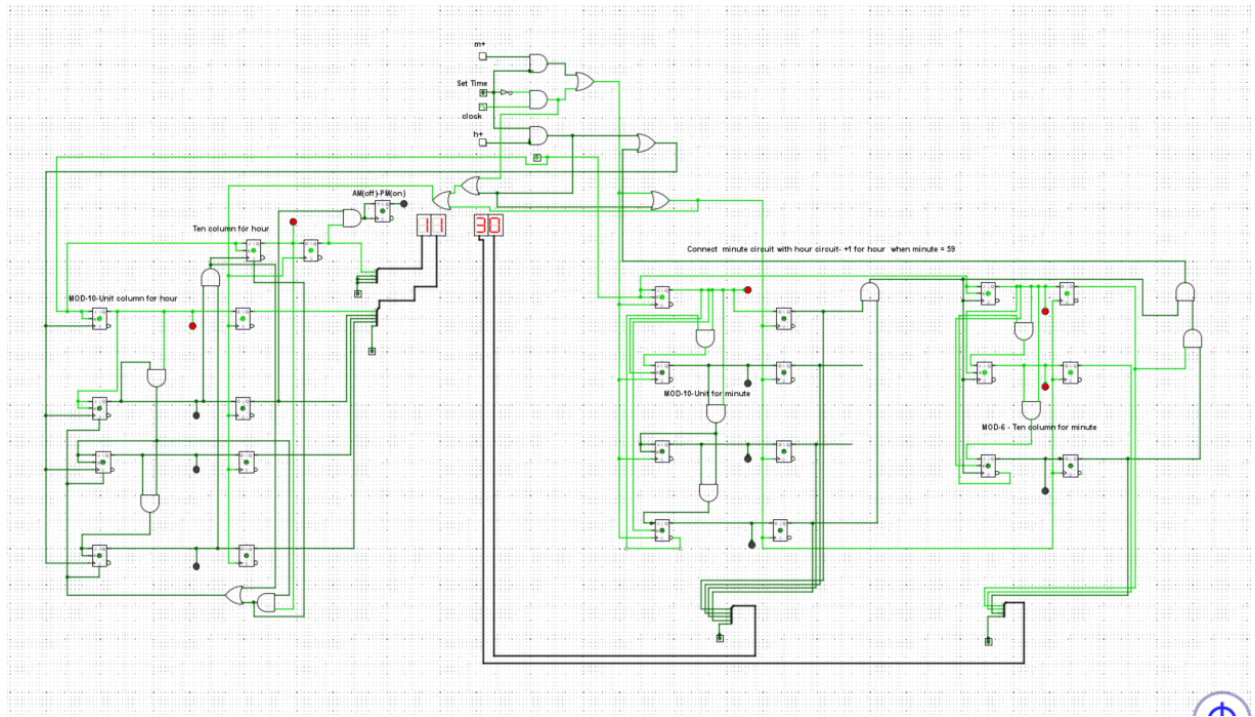 m+
Set Time
clock
h+
AM(off)-PM(on)
Ten column for hour
11
30
Connect minute circuit with hour circuit- +1 for hour when minute = 59
MOD-10-Unit column for hour
MOD-10-Unit for minute
MOD-6 - Ten column for minute